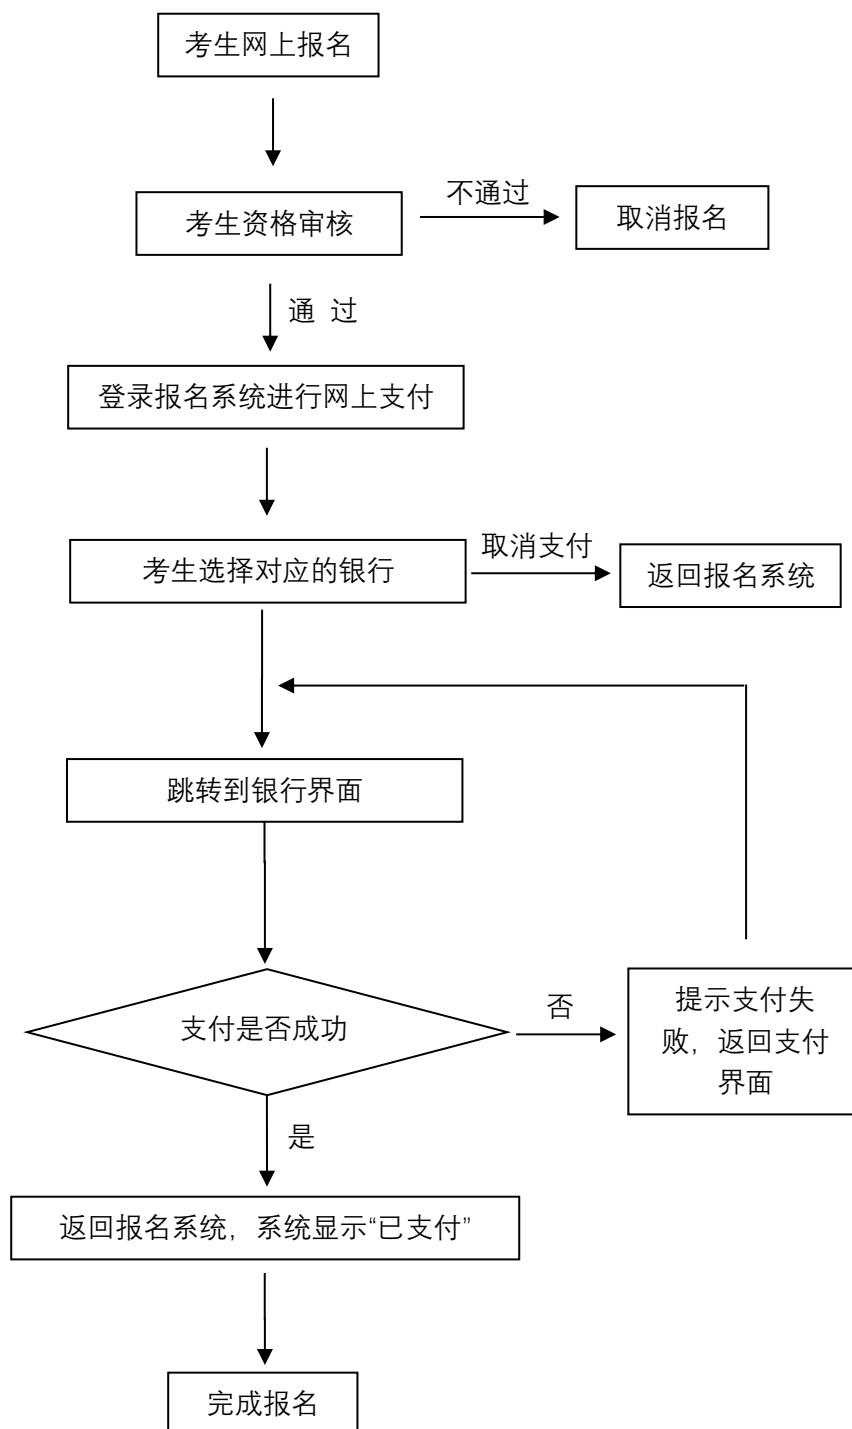 考生网上报名
考生资格审核
不通过
取消报名
通 过
登录报名系统进行网上支付
考生选择对应的银行
取消支付
返回报名系统
跳转到银行界面
支付是否成功
否
提示支付失
败，返回支付
界面
是
返回报名系统，系统显示“已支付”
完成报名